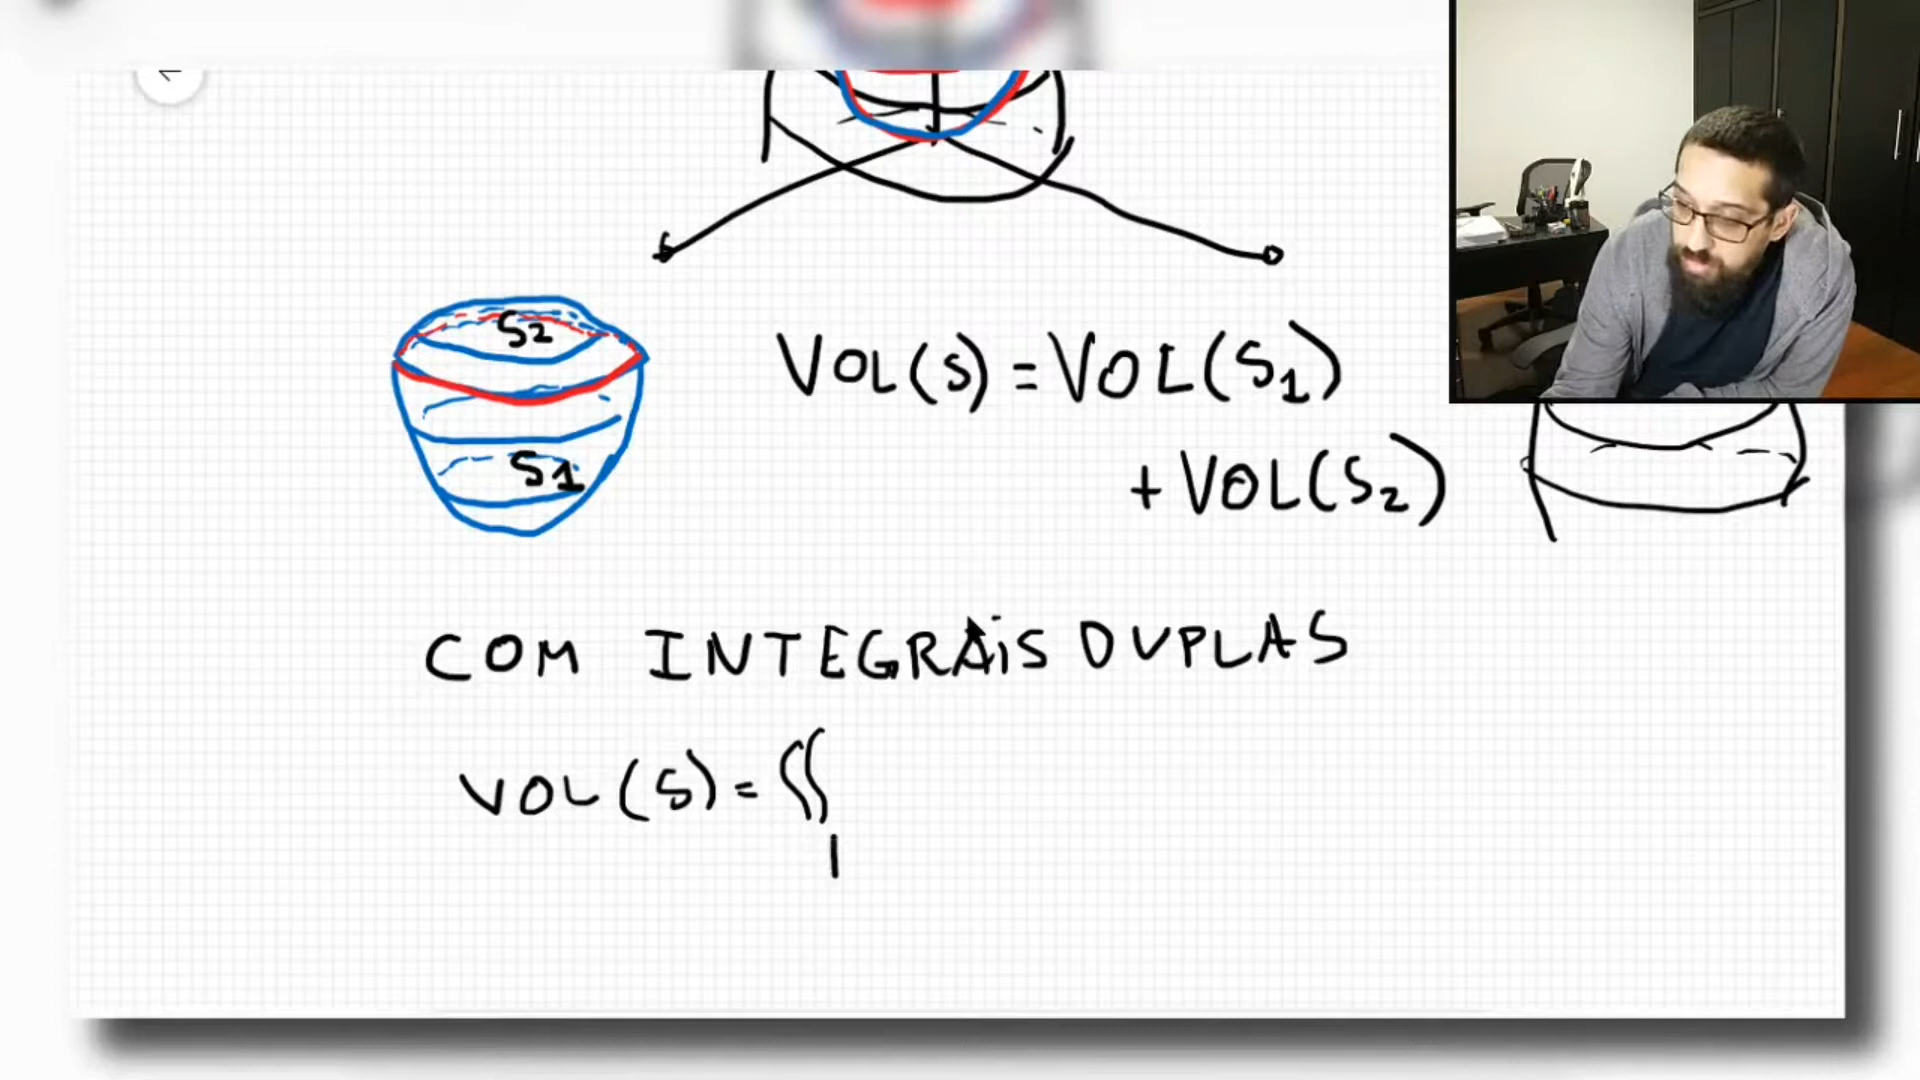 S2
S1
VOL(S) = VOL(S1)
+ VOL(S2)
COM INTEGRAIS DUPLAS
VOL(S) = ∬